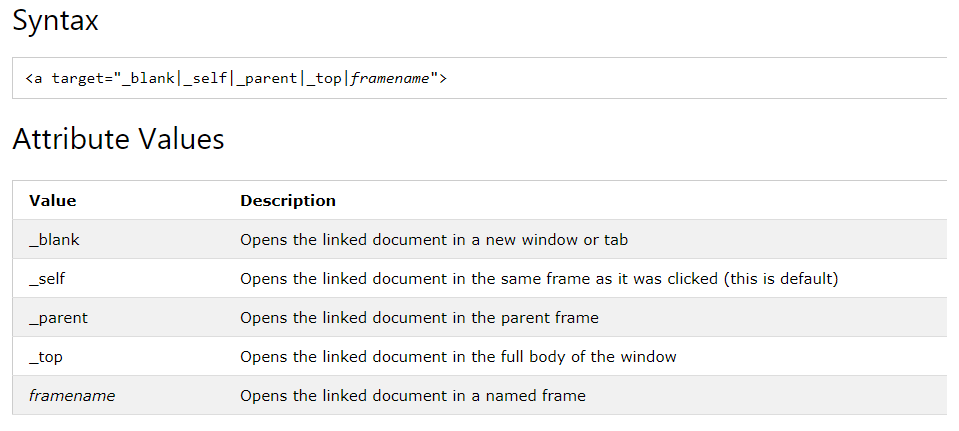 Syntax
<a target="_blank|_self|_parent|_top|framename">
Attribute Values
Value Description
_blank Opens the linked document in a new window or tab
_self Opens the linked document in the same frame as it was clicked (this is default)
_parent Opens the linked document in the parent frame
_top Opens the linked document in the full body of the window
framename Opens the linked document in a named frame